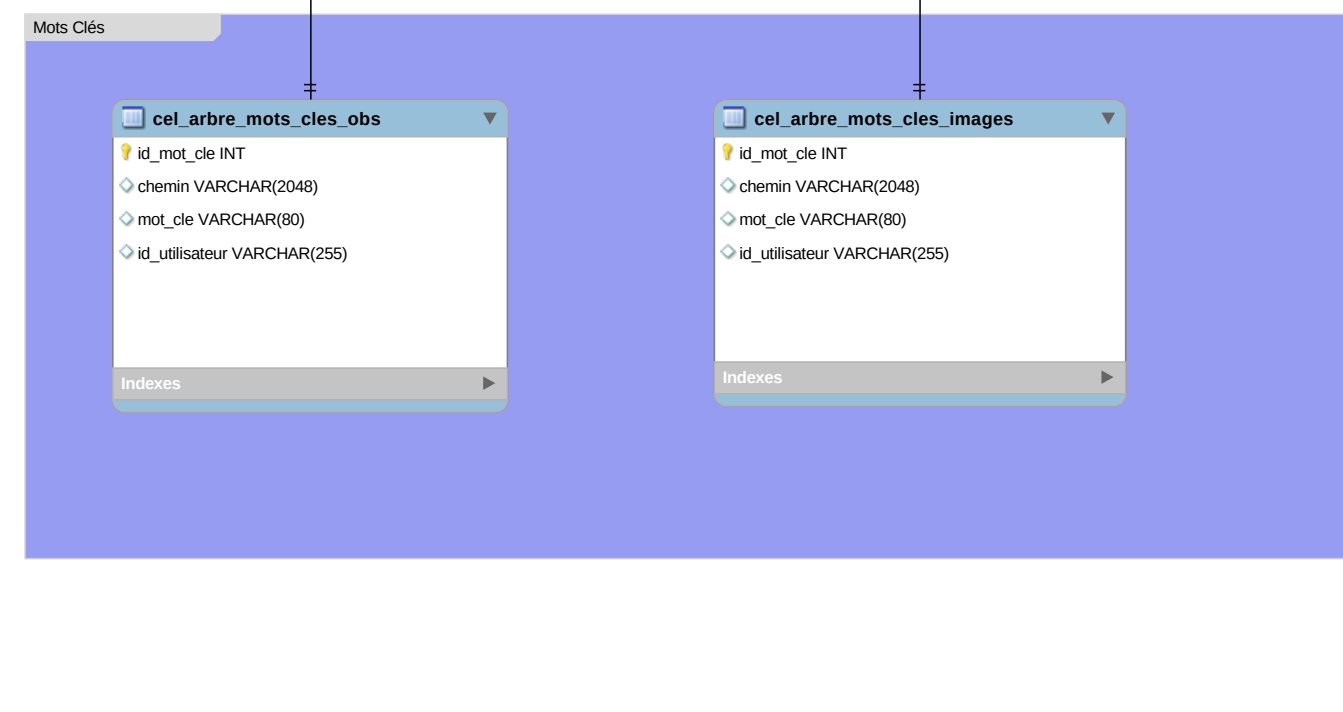 Mots Clés
cel_arbre_mots_cles_obs
id_mot_cle INT
chemin VARCHAR(2048)
mot_cle VARCHAR(80)
id_utilisateur VARCHAR(255)
Indexes
cel_arbre_mots_cles_images
id_mot_cle INT
chemin VARCHAR(2048)
mot_cle VARCHAR(80)
id_utilisateur VARCHAR(255)
Indexes